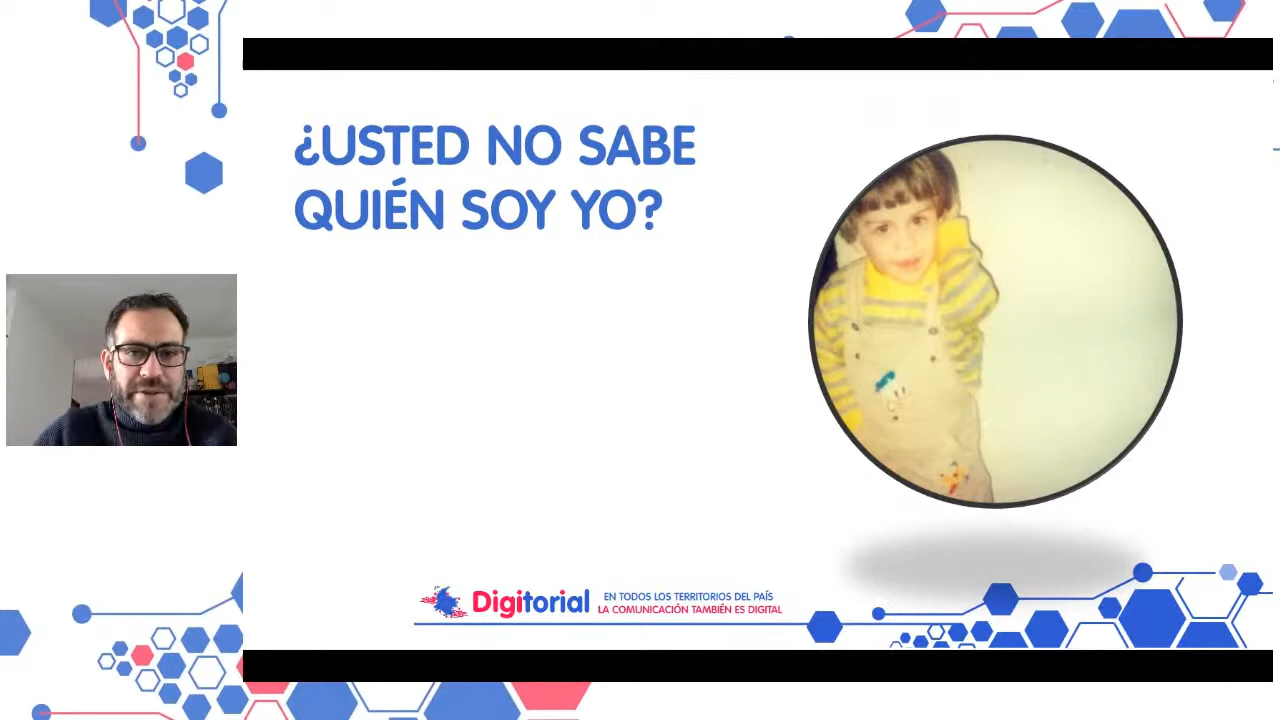 ¿USTED NO SABE
QUIÉN SOY YO?
Digitorial
EN TODOS LOS TERRITORIOS DEL PAÍS
LA COMUNICACIÓN TAMBIÉN ES DIGITAL